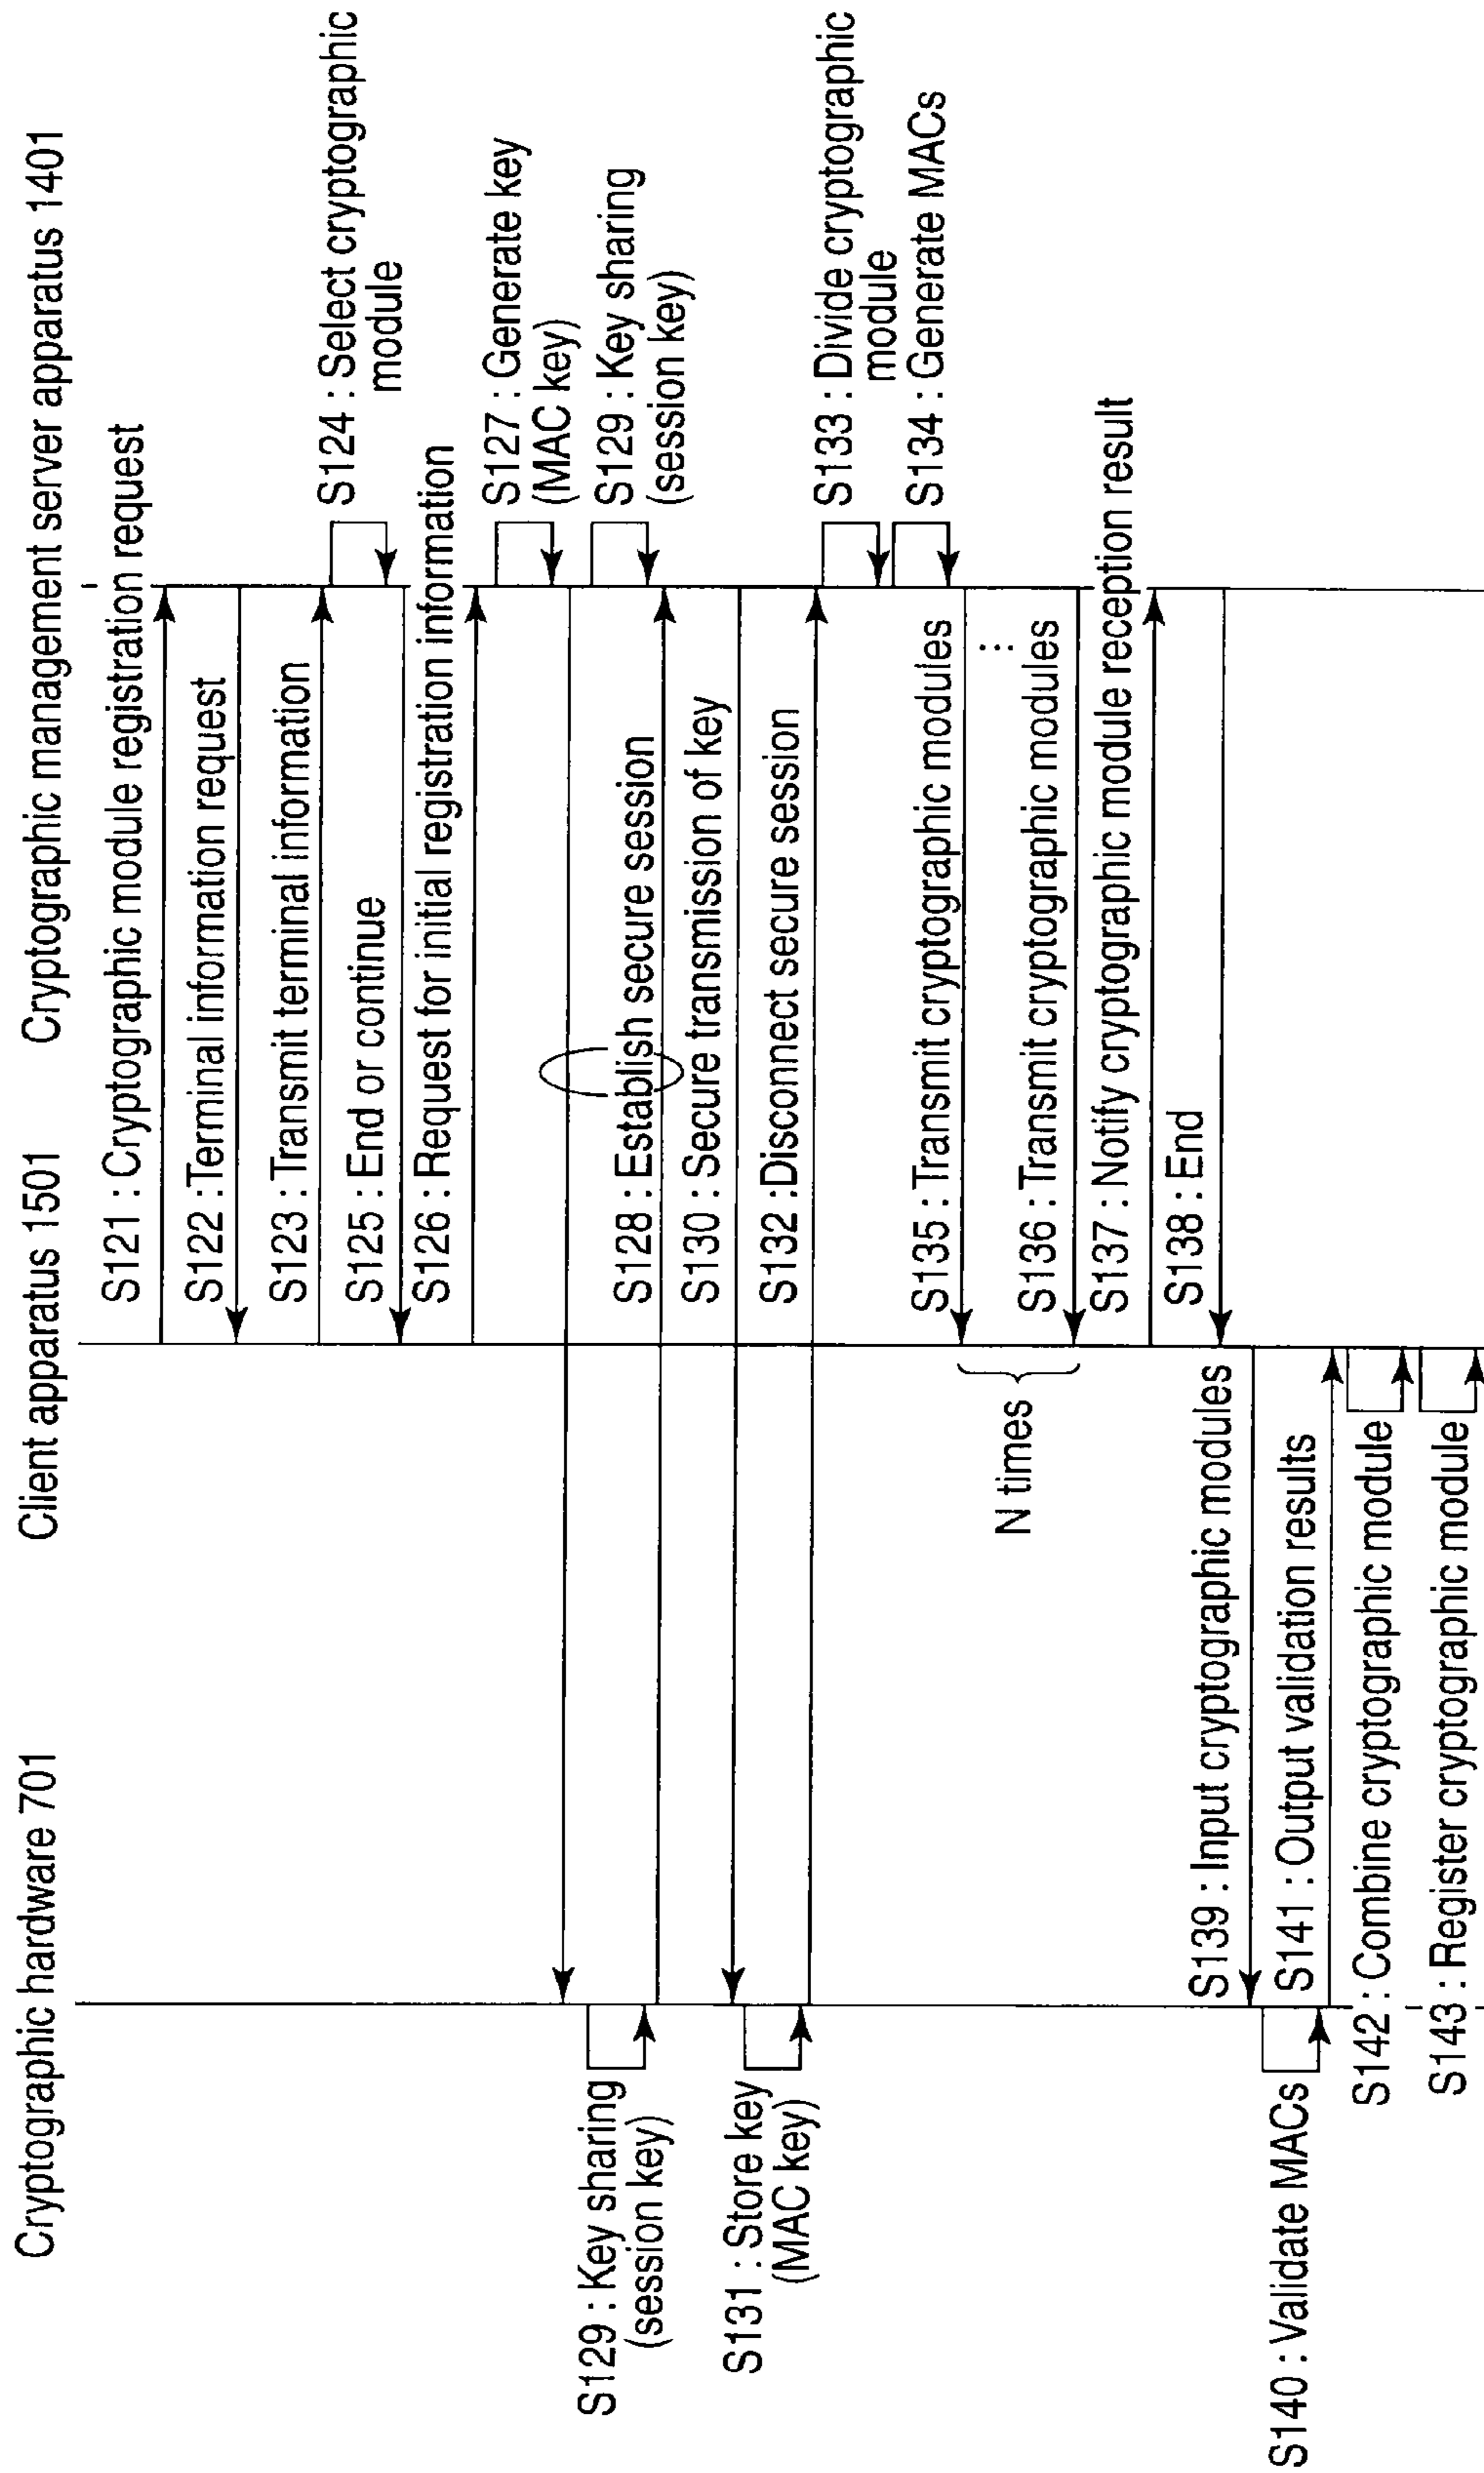 Cryptographic hardware 701
Client apparatus 1501
Cryptographic management server apparatus 1401
S121 : Cryptographic module registration request
S122 : Terminal information request
S123 : Transmit terminal information
S124 : Select cryptographic
module
S125 : End or continue
S126 : Request for initial registration information
S127 : Generate key
(MAC key)
S128 : Establish secure session
S129 : Key sharing
(session key)
S129 : Key sharing
(session key)
S130 : Secure transmission of key
S131 : Store key
(MAC key)
S132 :Disconnect secure session
S133 : Divide cryptographic
module
S134 : Generate MACs
S135 : Transmit cryptographic modules
...
S136 : Transmit cryptographic modules
N times
S137 : Notify cryptographic module reception result
S138 : End
S139 : Input cryptographic modules
S140 : Validate MACs
S141 : Output validation results
S142 : Combine cryptographic module
S143 : Register cryptographic module